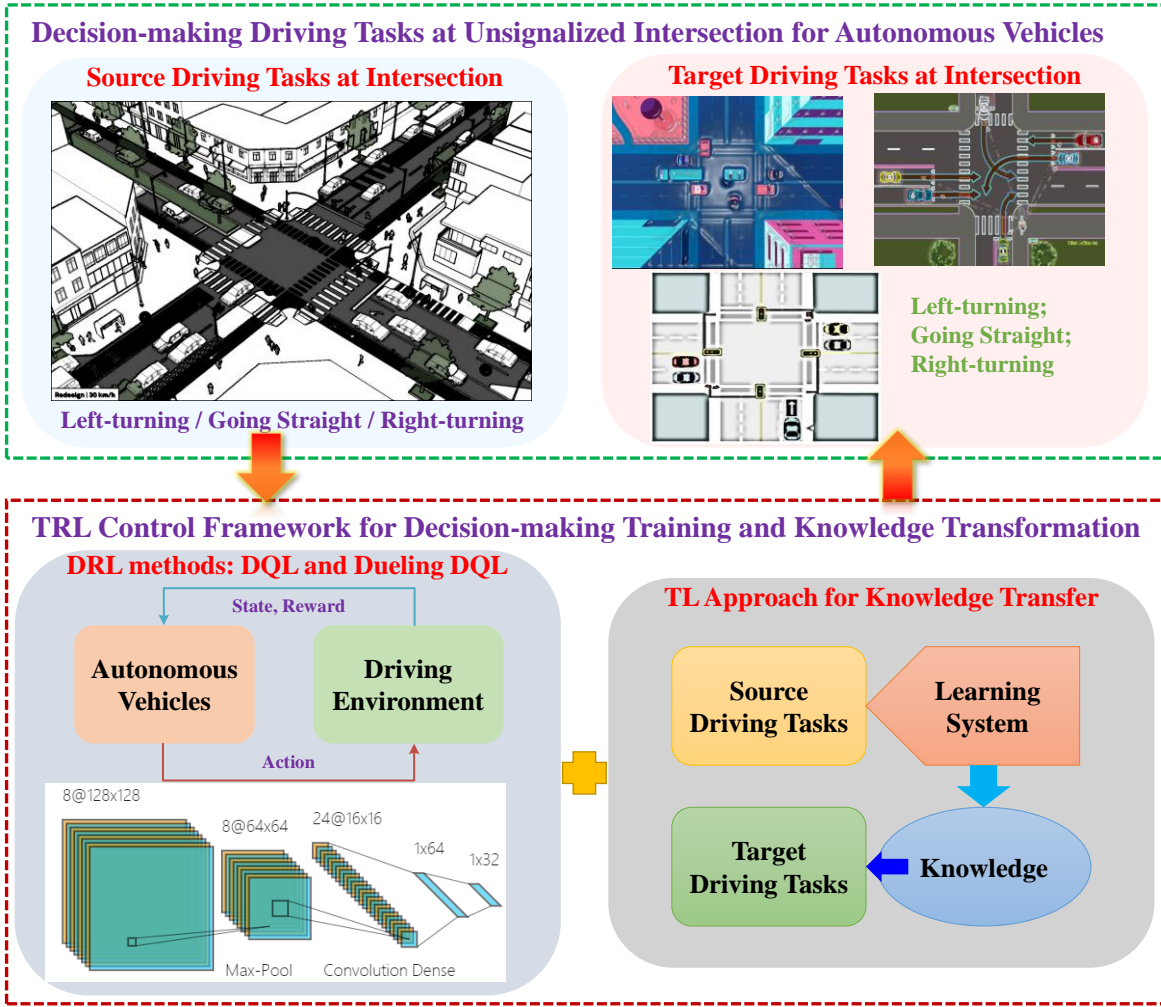 Decision-making Driving Tasks at Unsignalized Intersection for Autonomous Vehicles
Source Driving Tasks at Intersection
Redesign | 30 km/h
Left-turning / Going Straight / Right-turning
Target Driving Tasks at Intersection
Left-turning;
Going Straight;
Right-turning
TRL Control Framework for Decision-making Training and Knowledge Transformation
DRL methods: DQL and Dueling DQL
State, Reward
Autonomous
Vehicles
Driving
Environment
Action
8@128x128
8@64x64
24@16x16
1x64
1x32
Max-Pool
Convolution Dense
TL Approach for Knowledge Transfer
Source
Driving Tasks
Learning
System
Target
Driving Tasks
Knowledge